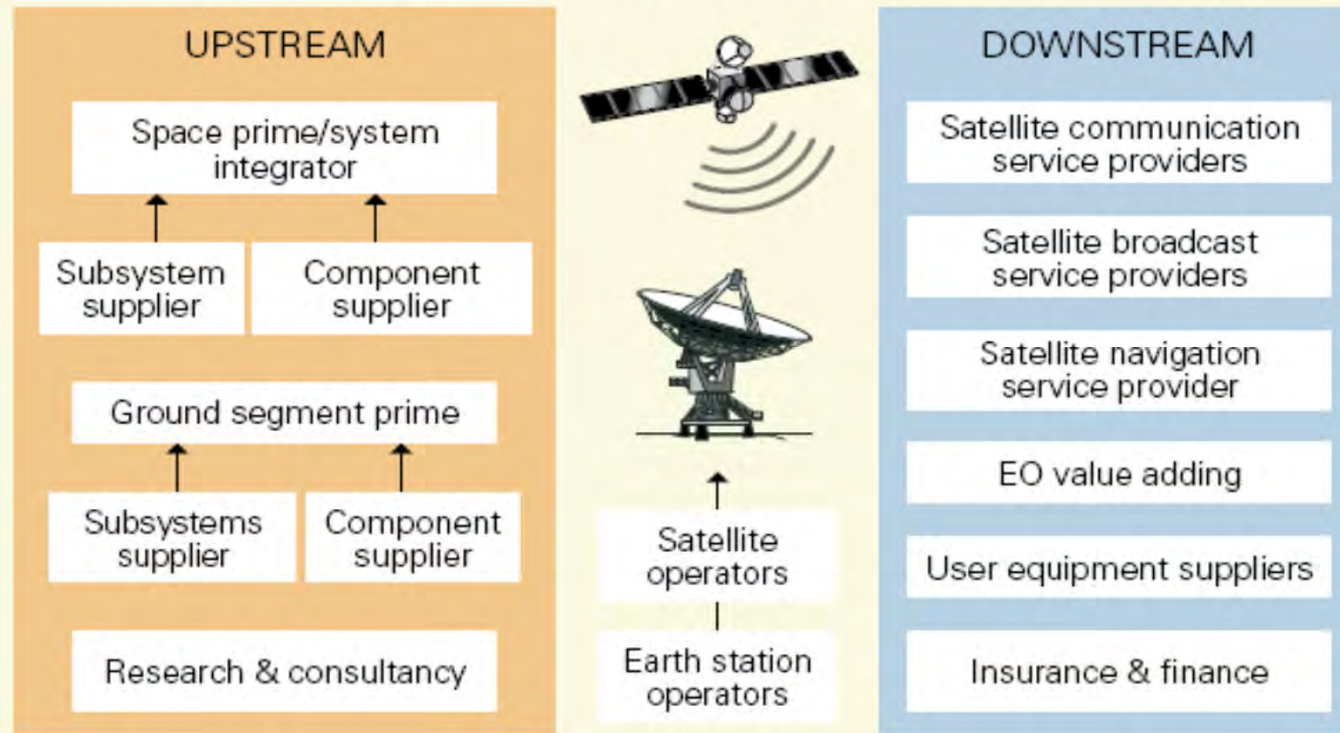 UPSTREAM
Space prime/system
integrator
Subsystem
supplier
Component
supplier
Ground segment prime
Subsystems
supplier
Component
supplier
Research & consultancy
Satellite
operators
Earth station
operators
DOWNSTREAM
Satellite communication
service providers
Satellite broadcast
service providers
Satellite navigation
service provider
EO value adding
User equipment suppliers
Insurance & finance